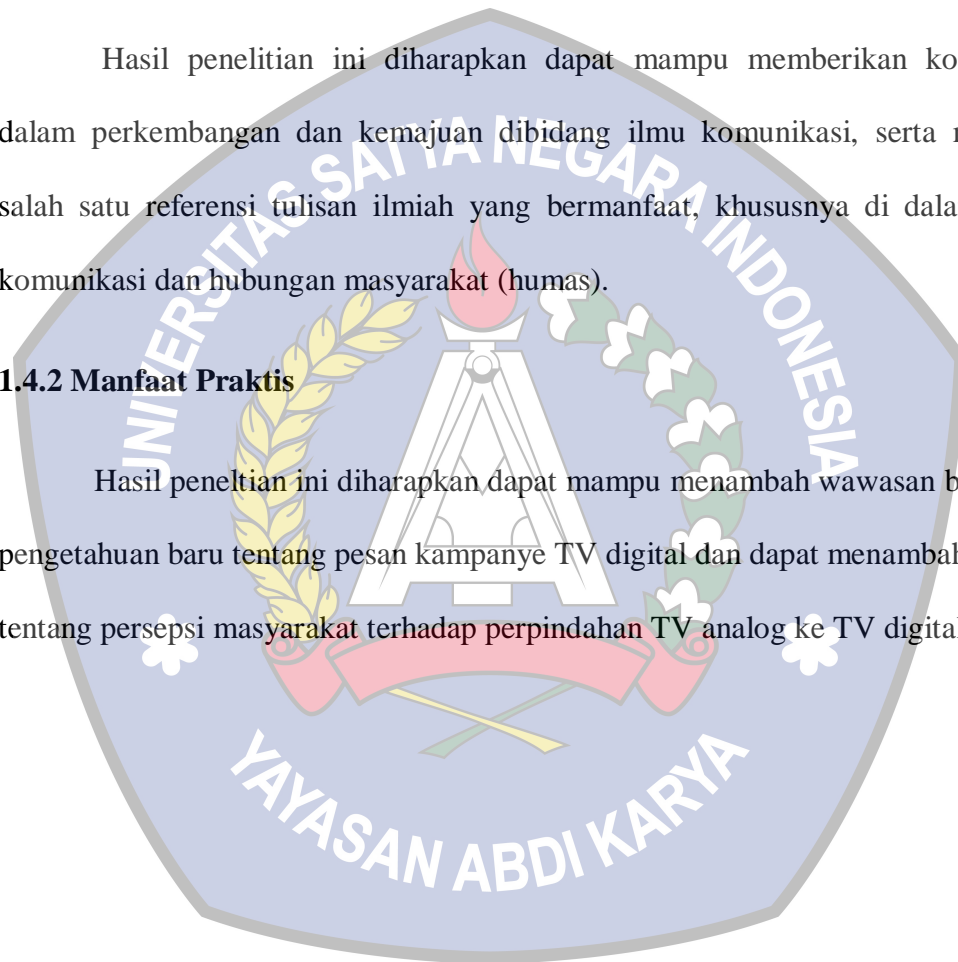 Hasil penelitian ini diharapkan dapat mampu memberikan ko
dalam perkembangan dan kemajuan dibidang ilmu komunikasi, serta
salah satu referensi tulisan ilmiah yang bermanfaat, khususnya di dala
komunikasi dan hubungan masyarakat (humas).
1.4.2 Manfaat Praktis
Hasil peneltian ini diharapkan dapat mampu menambah wawasan b
pengetahuan baru tentang pesan kampanye TV digital dan dapat menambah
tentang persepsi masyarakat terhadap perpindahan TV analog ke TV digital
UNIVERSITAS SATYA NEGARA INDONESIA
YAYASAN ABDI KARYA